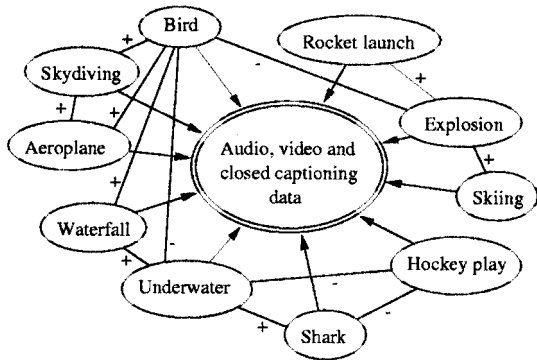 Bird
Rocket launch
Skydiving
Explosion
Aeroplane
Audio, video and
closed captioning
data
Skiing
Waterfall
Hockey play
Underwater
Shark
+
+
+
+
+
+
+
+
-
-
-
-